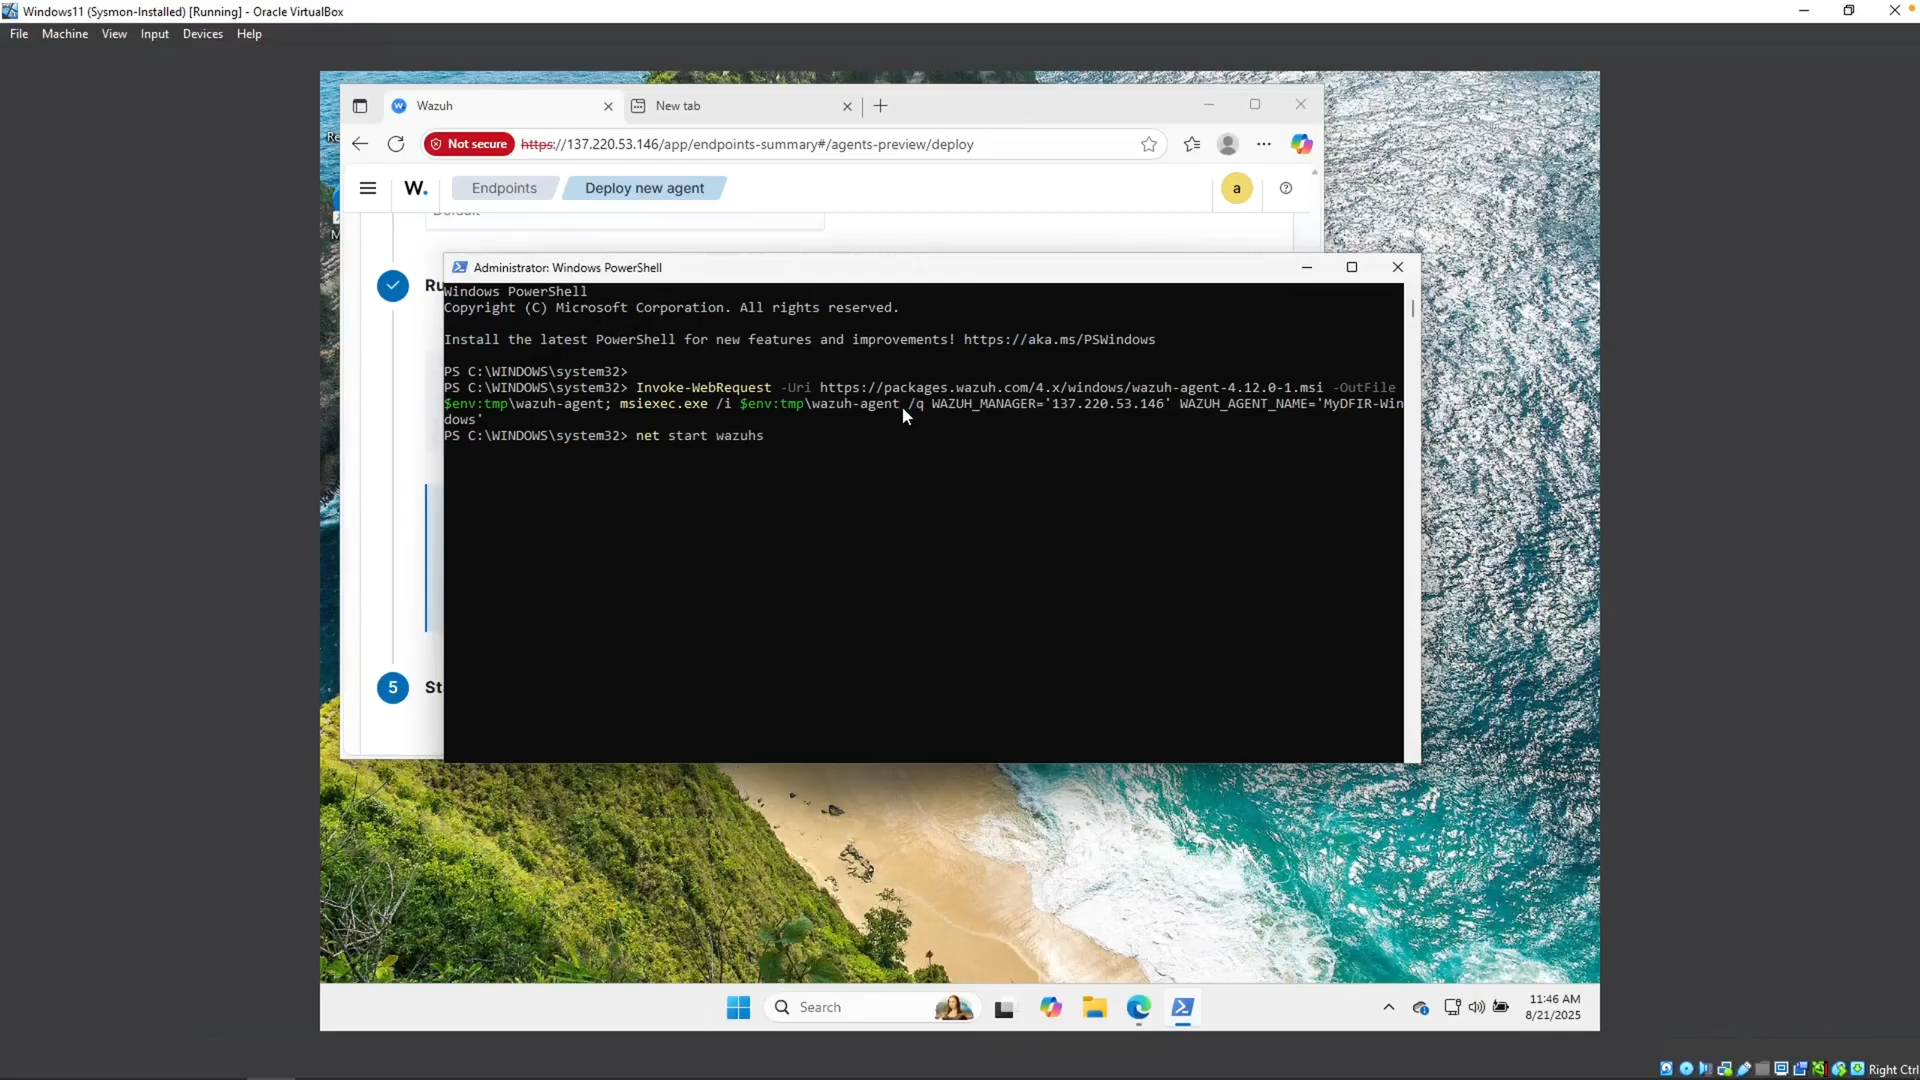 Windows11 (Sysmon-Installed) [Running] - Oracle VirtualBox
File Machine View Input Devices Help
Wazuh
New tab
Not secure
https://137.220.53.146/app/endpoints-summary#/agents-preview/deploy
W.
Endpoints
Deploy new agent
a
Default
Ru
Administrator: Windows PowerShell
Windows PowerShell
Copyright (C) Microsoft Corporation. All rights reserved.
Install the latest PowerShell for new features and improvements! https://aka.ms/PSWindows
PS C:\WINDOWS\system32>
PS C:\WINDOWS\system32> Invoke-WebRequest -Uri https://packages.wazuh.com/4.x/windows/wazuh-agent-4.12.0-1.msi -OutFile
$env:tmp\wazuh-agent; msiexec.exe /i $env:tmp\wazuh-agent /q WAZUH_MANAGER='137.220.53.146' WAZUH_AGENT_NAME='MyDFIR-Win
dows'
PS C:\WINDOWS\system32> net start wazuhs
5
St
Re
M
Search
11:46 AM
8/21/2025
Right Ctrl